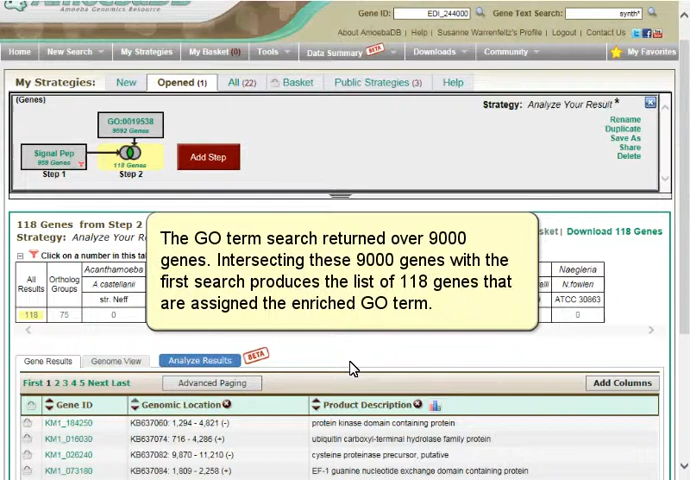 AmoebaDB
Amoeba Genomics Resource
Gene ID: EDI_244000 Gene Text Search: synth*
About AmoebaDB | Help | Susanne Warrenfeltz's Profile | Logout | Contact Us
Home New Search My Strategies My Basket (0) Tools Data Summary BETA Downloads Community My Favorites
My Strategies: New Opened (1) All (22) Basket Public Strategies (3) Help
(Genes) Strategy: Analyze Your Result *
Rename
Duplicate
Save As
Share
Delete
GO:0019538
9592 Genes
Signal Pep
959 Genes
118 Genes
Add Step
Step 1 Step 2
118 Genes from Step 2
Strategy: Analyze Your R
Download 118 Genes
Click on a number in this tab
The GO term search returned over 9000
genes. Intersecting these 9000 genes with the
first search produces the list of 118 genes that
are assigned the enriched GO term.
All Results
Ortholog Groups
Acanthamoeba
A.castellanii
str. Neff
Naegleria
N.fowleri
ATCC 30863
118 75 0 0
Gene Results Genome View Analyze Results BETA
First 1 2 3 4 5 Next Last Advanced Paging Add Columns
Gene ID Genomic Location Product Description
KM1_184250 KB637060: 1,294 - 4,821 (-) protein kinase domain containing protein
KM1_016030 KB637074: 716 - 4,286 (+) ubiquitin carboxyl-terminal hydrolase family protein
KM1_026240 KB637082: 9,870 - 11,210 (-) cysteine proteinase precursor, putative
KM1_073180 KB637084: 1,809 - 2,258 (+) EF-1 guanine nucleotide exchange domain containing protein